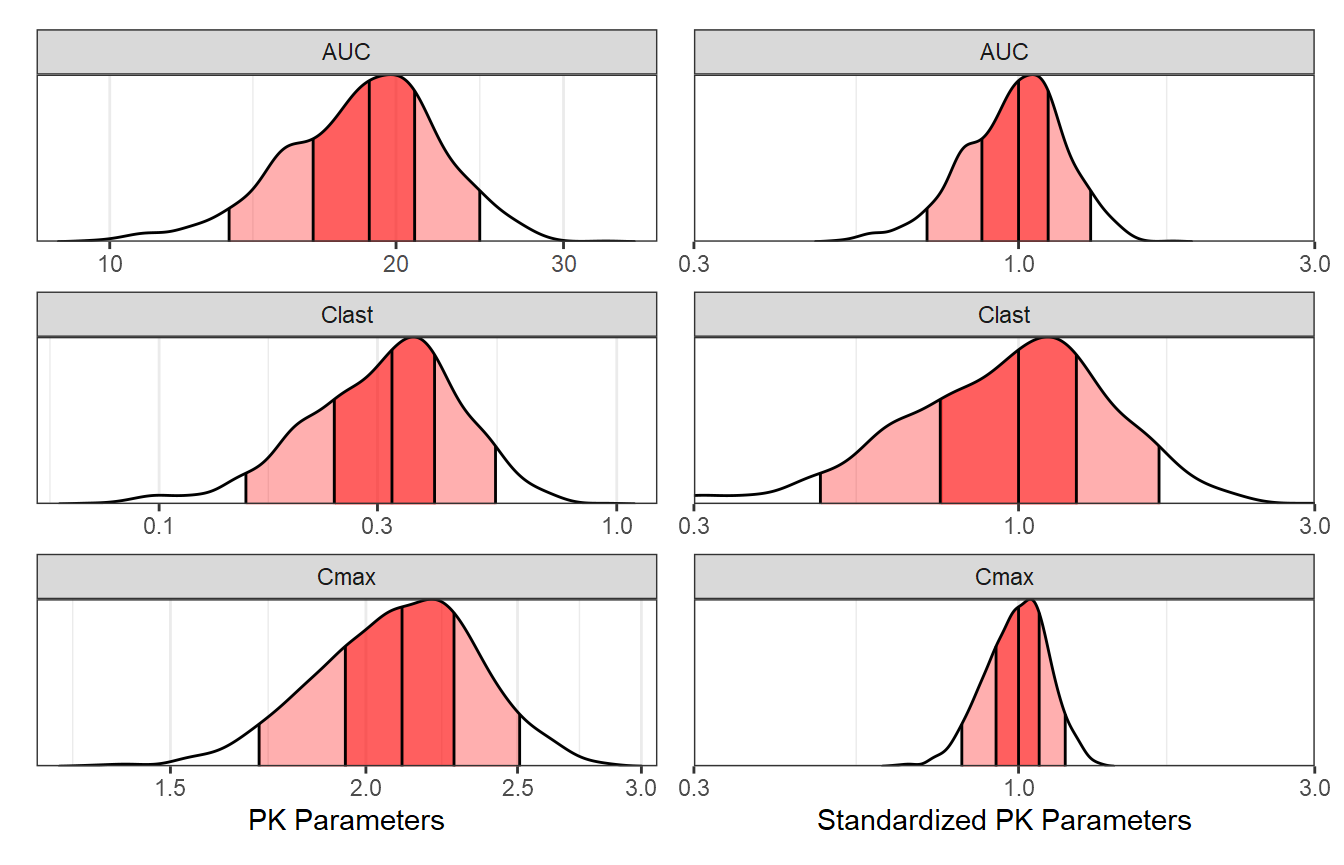 AUC AUC
10 20 30 0.3 1.0 3.0
Clast Clast
0.1 0.3 1.0 0.3 1.0 3.0
Cmax Cmax
1.5 2.0 2.5 3.0 0.3 1.0 3.0
PK Parameters Standardized PK Parameters